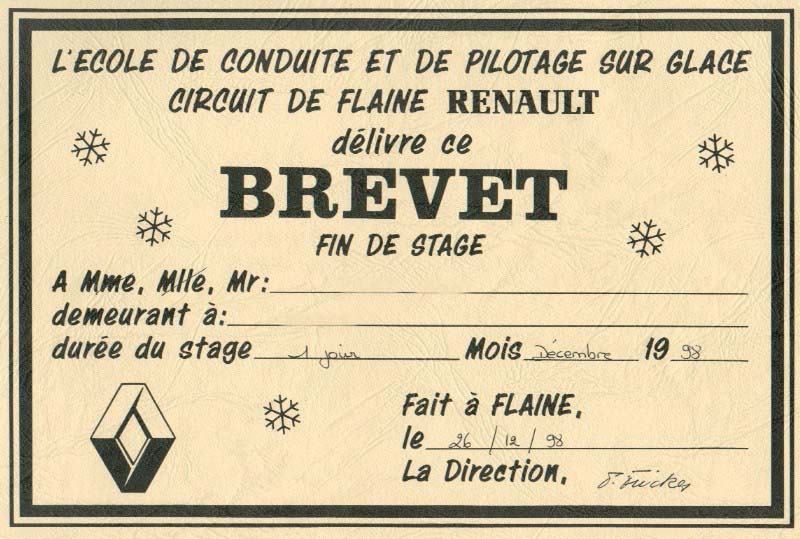 L'ECOLE DE CONDUITE ET DE PILOTAGE SUR GLACE
CIRCUIT DE FLAINE RENAULT
délivre ce
BREVET
FIN DE STAGE
A Mme, Mlle, Mr:
demeurant à:
durée du stage 1 jour Mois Décembre 19 98
Fait à FLAINE,
le 26 / 12 / 98
La Direction,